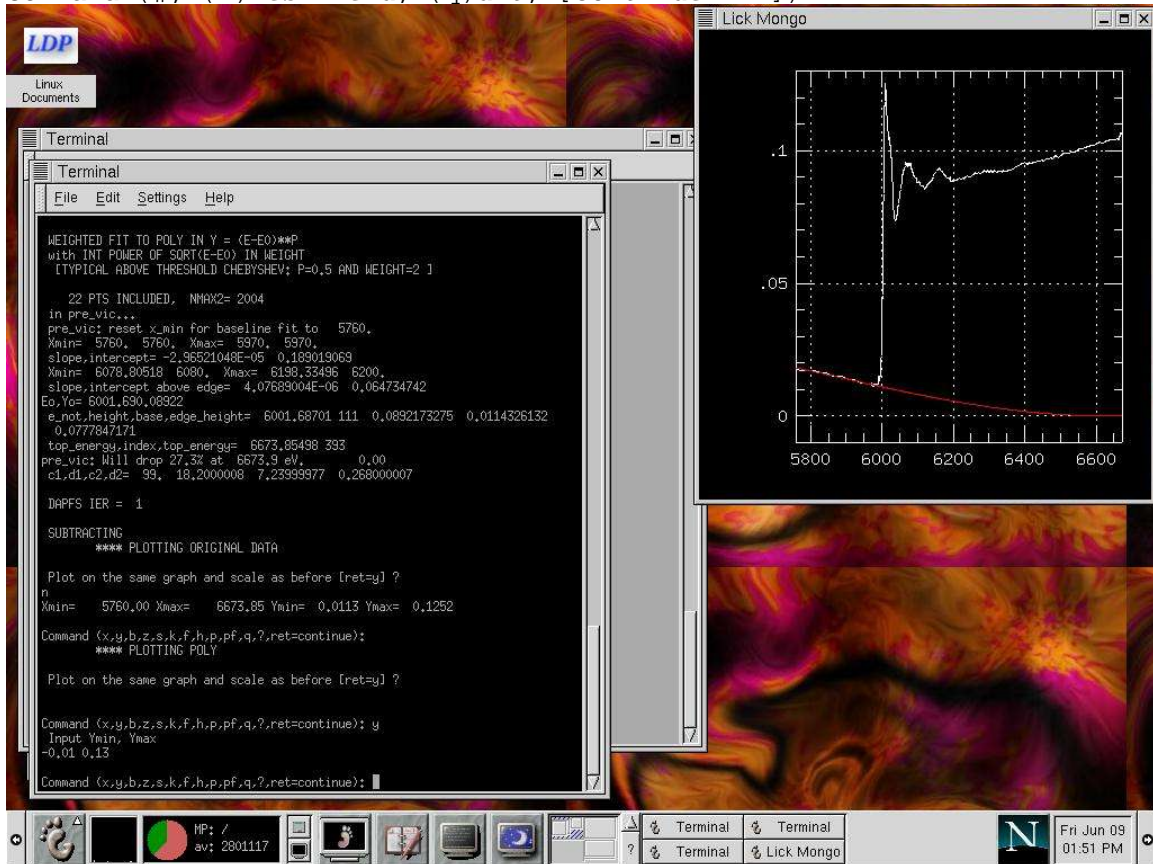 LDP
Linux
Documents
Lick Mongo
.1
.05
0
5800 6000 6200 6400 6600
Terminal
Terminal
File Edit Settings Help
WEIGHTED FIT TO POLY IN Y = (E-E0)**P
with INT POWER OF SQRT(E-E0) IN WEIGHT
[TYPICAL ABOVE THRESHOLD CHEBYSHEV: P=0.5 AND WEIGHT=2 ]
22 PTS INCLUDED, NMAX2= 2004
in pre_vic...
pre_vic: reset x_min for baseline fit to 5760.
Xmin= 5760. 5760. Xmax= 5970. 5970.
slope,intercept= -2.96521048E-05 0.189019069
Xmin= 6078.80518 6080. Xmax= 6198.33496 6200.
slope,intercept above edge= 4.07689004E-06 0.064734742
Eo,Yo= 6001.690.08922
e_not,height,base,edge_height= 6001.68701 111 0.0892173275 0.0114326132
0.0777847171
top_energy,index,top_energy= 6673.85498 393
pre_vic: Will drop 27.3% at 6673.9 eV. 0.00
c1,d1,c2,d2= 99. 18.2000008 7.23999977 0.268000007
DAPFS IER = 1
SUBTRACTING
**** PLOTTING ORIGINAL DATA
Plot on the same graph and scale as before [ret=y] ?
n
Xmin= 5760.00 Xmax= 6673.85 Ymin= 0.0113 Ymax= 0.1252
Command (x,y,b,z,s,k,f,h,p,pf,q,?,ret=continue):
**** PLOTTING POLY
Plot on the same graph and scale as before [ret=y] ?
Command (x,y,b,z,s,k,f,h,p,pf,q,?,ret=continue): y
Input Ymin, Ymax
-0.01 0.13
Command (x,y,b,z,s,k,f,h,p,pf,q,?,ret=continue):
MP: /
av: 2801117
?
Terminal Terminal
Terminal Lick Mongo
N
Fri Jun 09
01:51 PM